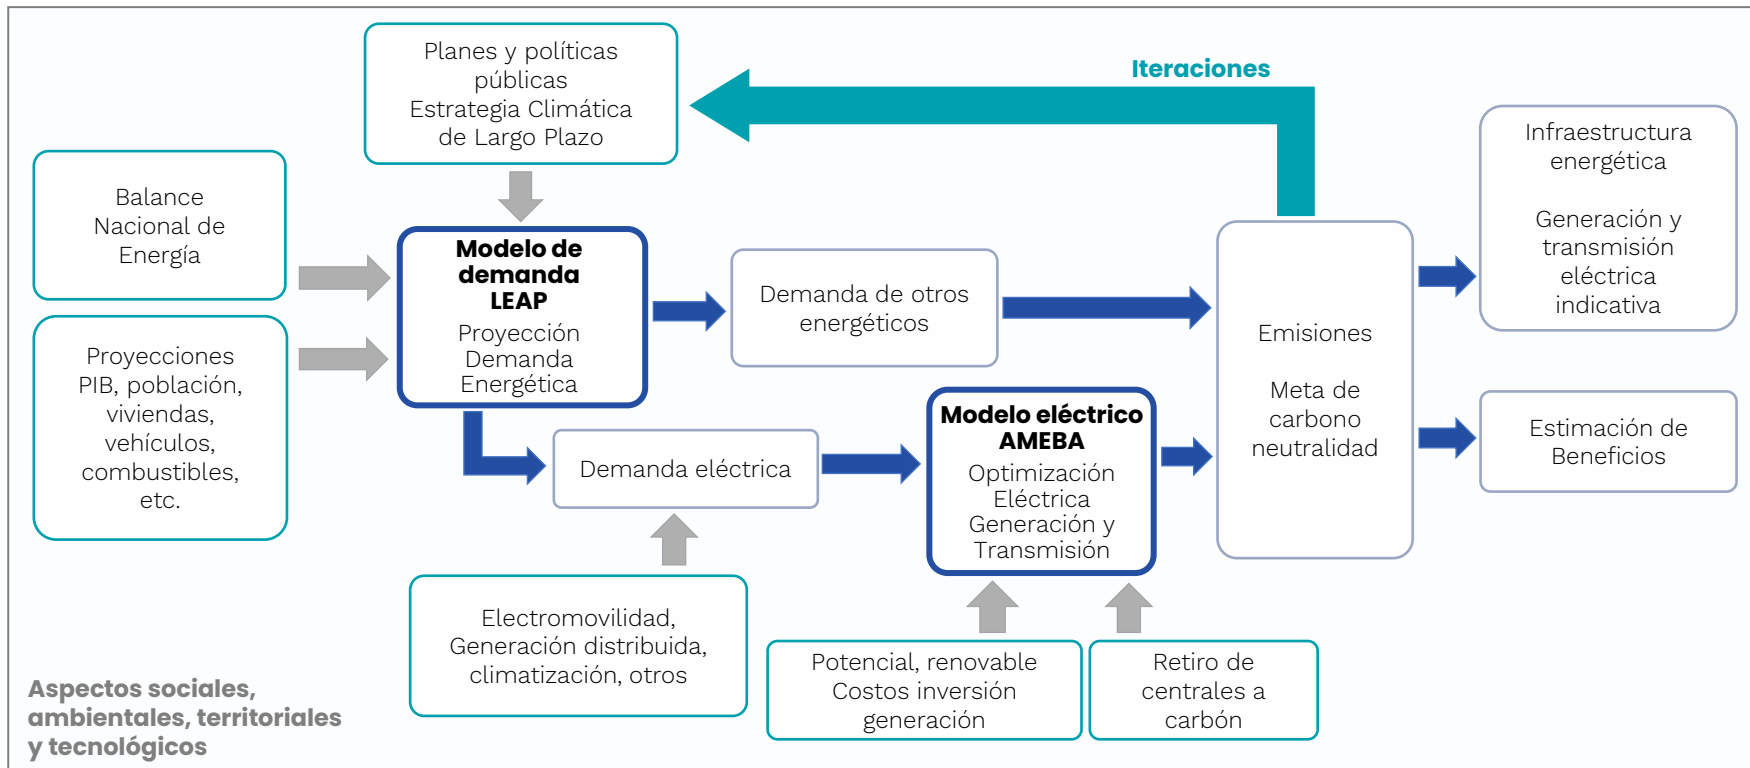 Planes y políticas
públicas
Estrategia Climática
de Largo Plazo
Iteraciones
Balance
Nacional de
Energía
Proyecciones
PIB, población,
viviendas,
vehículos,
combustibles,
etc.
Modelo de
demanda
LEAP
Proyección
Demanda
Energética
Demanda de otros
energéticos
Demanda eléctrica
Modelo eléctrico
AMEBA
Optimización
Eléctrica
Generación y
Transmisión
Emisiones
Meta de
carbono
neutralidad
Infraestructura
energética
Generación y
transmisión
eléctrica
indicativa
Estimación de
Beneficios
Electromovilidad,
Generación distribuida,
climatización, otros
Potencial, renovable
Costos inversión
generación
Retiro de
centrales a
carbón
Aspectos sociales,
ambientales, territoriales
y tecnológicos